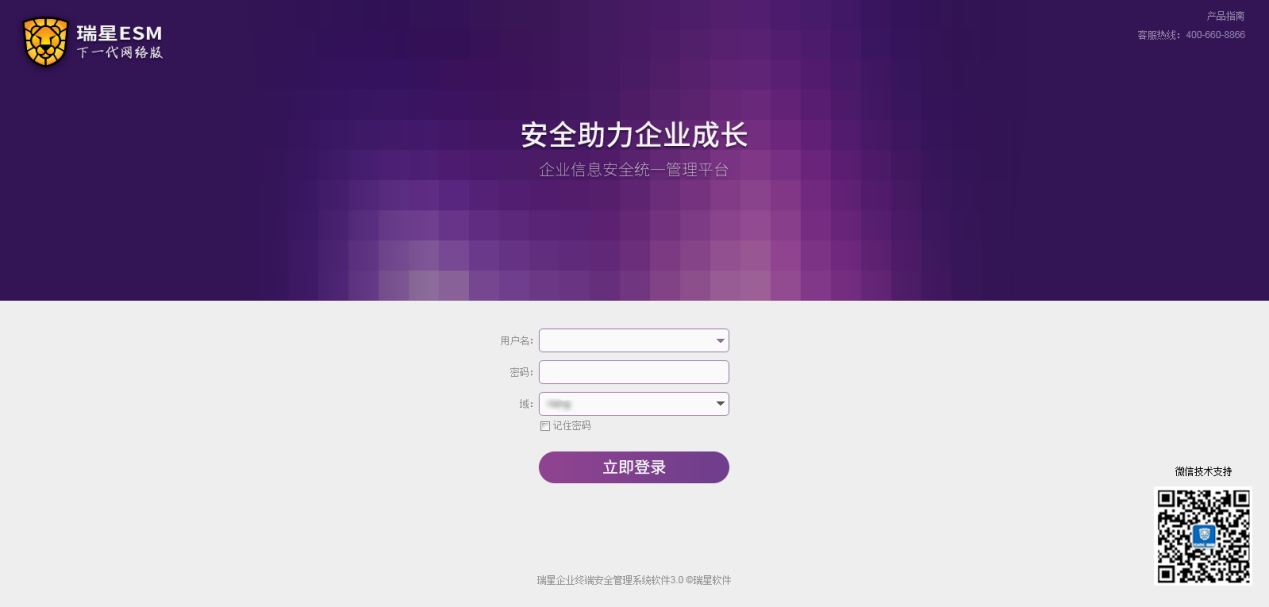 瑞星ESM
下一代网络版
产品指南
客服热线：400-660-8866
安全助力企业成长
企业信息安全统一管理平台
用户名：
密码：
域：
记住密码
立即登录
微信技术支持
瑞星企业终端安全管理系统软件3.0 ©瑞星软件